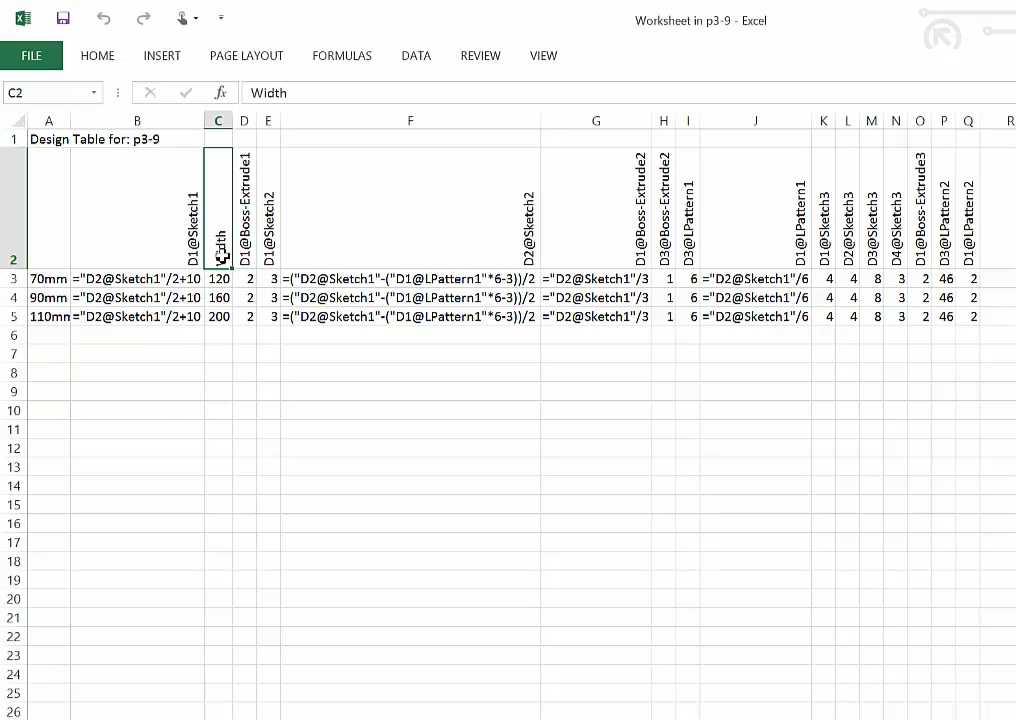 Worksheet in p3-9 - Excel
FILE HOME INSERT PAGE LAYOUT FORMULAS DATA REVIEW VIEW
C2 fx Width
A B C D E F G H I J K L M N O P Q R
1 Design Table for: p3-9
2 D1@Sketch1 Width D1@Boss-Extrude1 D1@Sketch2 D2@Sketch2 D1@Boss-Extrude2 D3@Boss-Extrude2 D3@LPattern1 D1@LPattern1 D1@Sketch3 D2@Sketch3 D3@Sketch3 D4@Sketch3 D1@Boss-Extrude3 D3@LPattern2 D1@LPattern2
3 70mm ="D2@Sketch1"/2+10 120 2 3 =("D2@Sketch1"-("D1@LPattern1"*6-3))/2 ="D2@Sketch1"/3 1 6 ="D2@Sketch1"/6 4 4 8 3 2 46 2
4 90mm ="D2@Sketch1"/2+10 160 2 3 =("D2@Sketch1"-("D1@LPattern1"*6-3))/2 ="D2@Sketch1"/3 1 6 ="D2@Sketch1"/6 4 4 8 3 2 46 2
5 110mm ="D2@Sketch1"/2+10 200 2 3 =("D2@Sketch1"-("D1@LPattern1"*6-3))/2 ="D2@Sketch1"/3 1 6 ="D2@Sketch1"/6 4 4 8 3 2 46 2
6
7
8
9
10
11
12
13
14
15
16
17
18
19
20
21
22
23
24
25
26